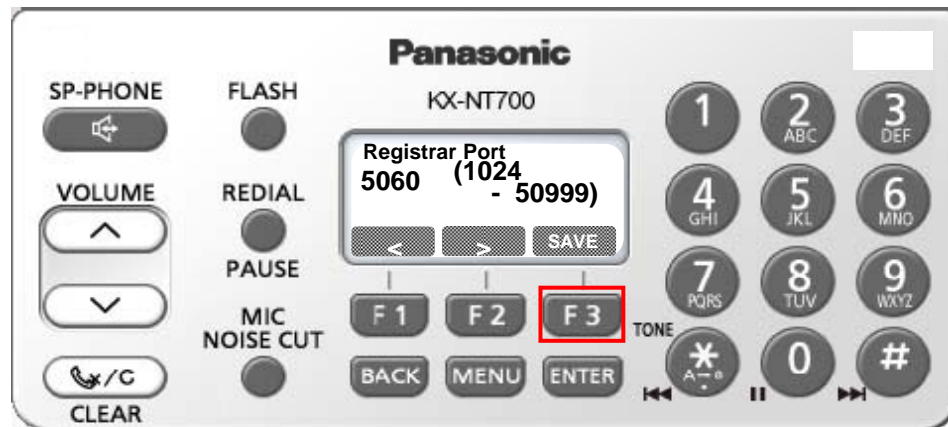 Panasonic
KX-NT700
SP-PHONE
FLASH
VOLUME
REDIAL
PAUSE
MIC
NOISE CUT
CLEAR
Registrar Port
5060 (1024
- 50999)
< > SAVE
F 1 F 2 F 3
BACK MENU ENTER
TONE
1
2 ABC
3 DEF
4 GHI
5 JKL
6 MNO
7 PQRS
8 TUV
9 WXYZ
* A⇔a
0
#
/C